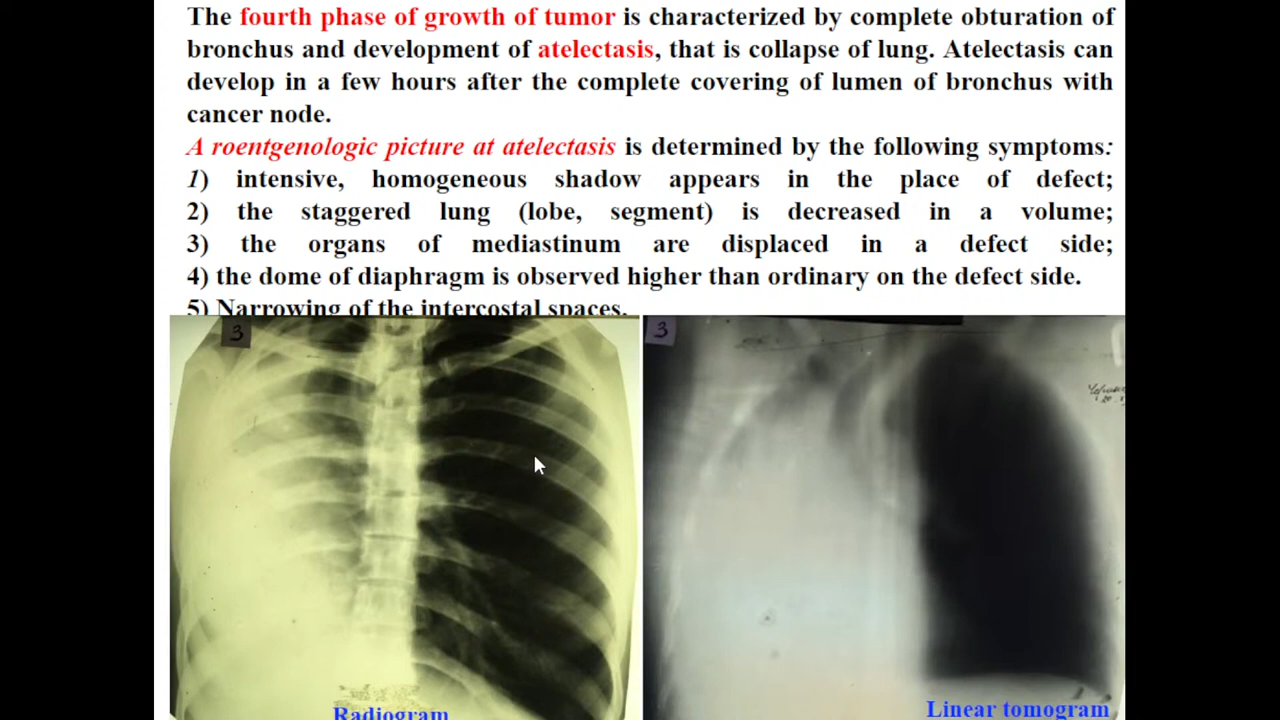 The fourth phase of growth of tumor is characterized by complete obturation of
bronchus and development of atelectasis, that is collapse of lung. Atelectasis can
develop in a few hours after the complete covering of lumen of bronchus with
cancer node.
A roentgenologic picture at atelectasis is determined by the following symptoms:
1) intensive, homogeneous shadow appears in the place of defect;
2) the staggered lung (lobe, segment) is decreased in a volume;
3) the organs of mediastinum are displaced in a defect side;
4) the dome of diaphragm is observed higher than ordinary on the defect side.
5) Narrowing of the intercostal spaces.
3
3
Radiogram
Linear tomogram